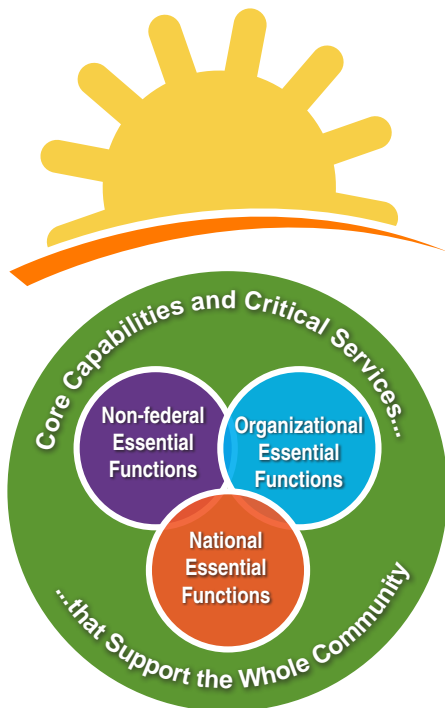 Core Capabilities and Critical Services...
Non-federal
Essential
Functions
Organizational
Essential
Functions
National
Essential
Functions
...that Support the Whole Community